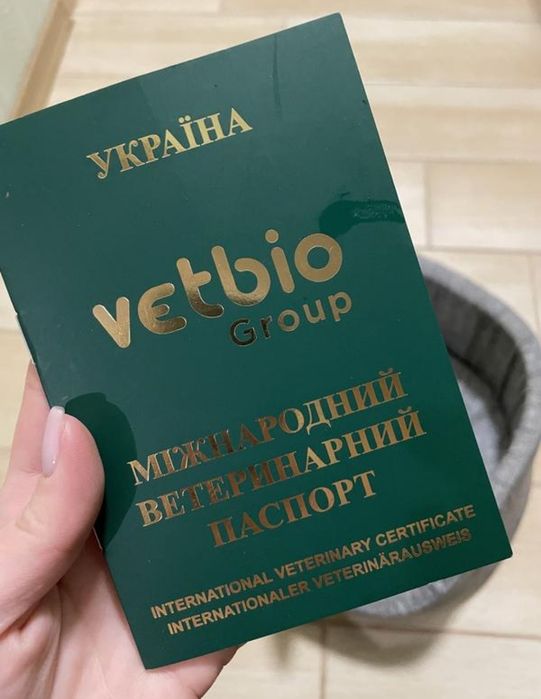 УКРАЇНА
vetbio
Group
МІЖНАРОДНИЙ
ВЕТЕРИНАРНИЙ
ПАСПОРТ
INTERNATIONAL VETERINARY CERTIFICATE
INTERNATIONALER VETERINÄRAUSWEIS